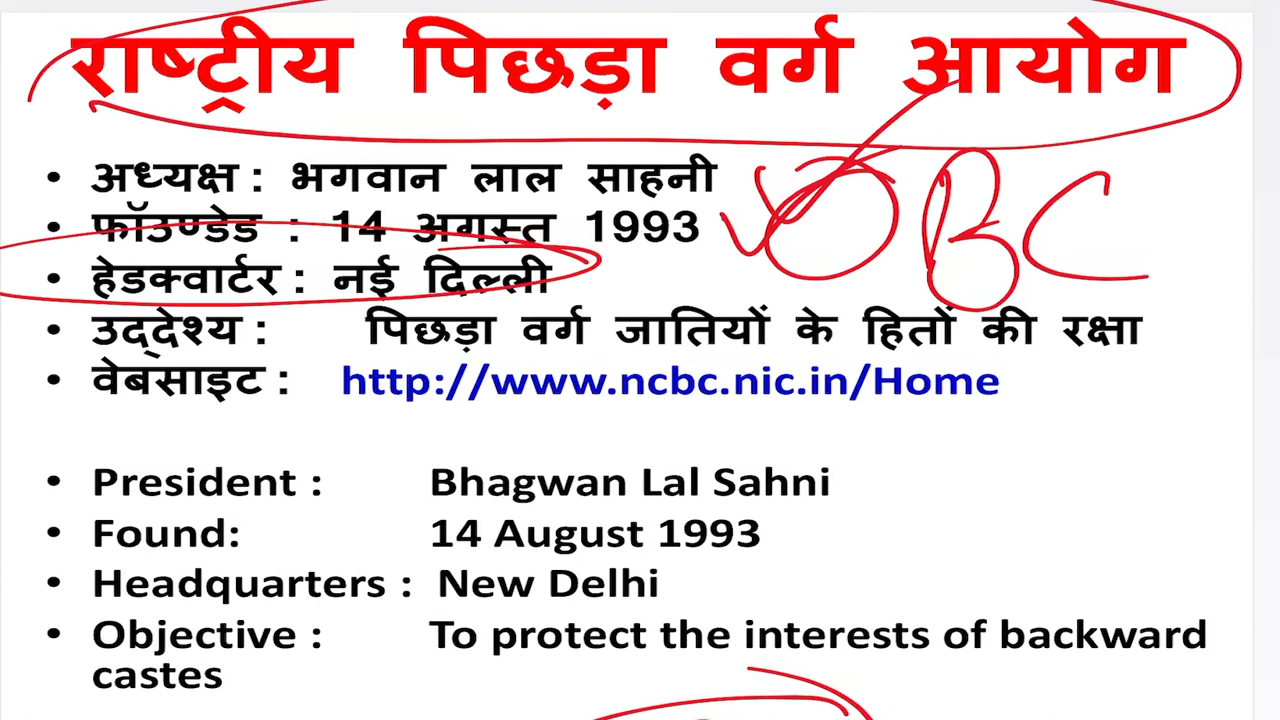 राष्ट्रीय पिछड़ा वर्ग आयोग
• अध्यक्ष : भगवान लाल साहनी
• फॉउण्डेड : 14 अगस्त 1993
OBC
• हेडक्वार्टर : नई दिल्ली
• उद्देश्य : पिछड़ा वर्ग जातियों के हितों की रक्षा
• वेबसाइट : http://www.ncbc.nic.in/Home
• President : Bhagwan Lal Sahni
• Found: 14 August 1993
• Headquarters : New Delhi
• Objective : To protect the interests of backward
castes